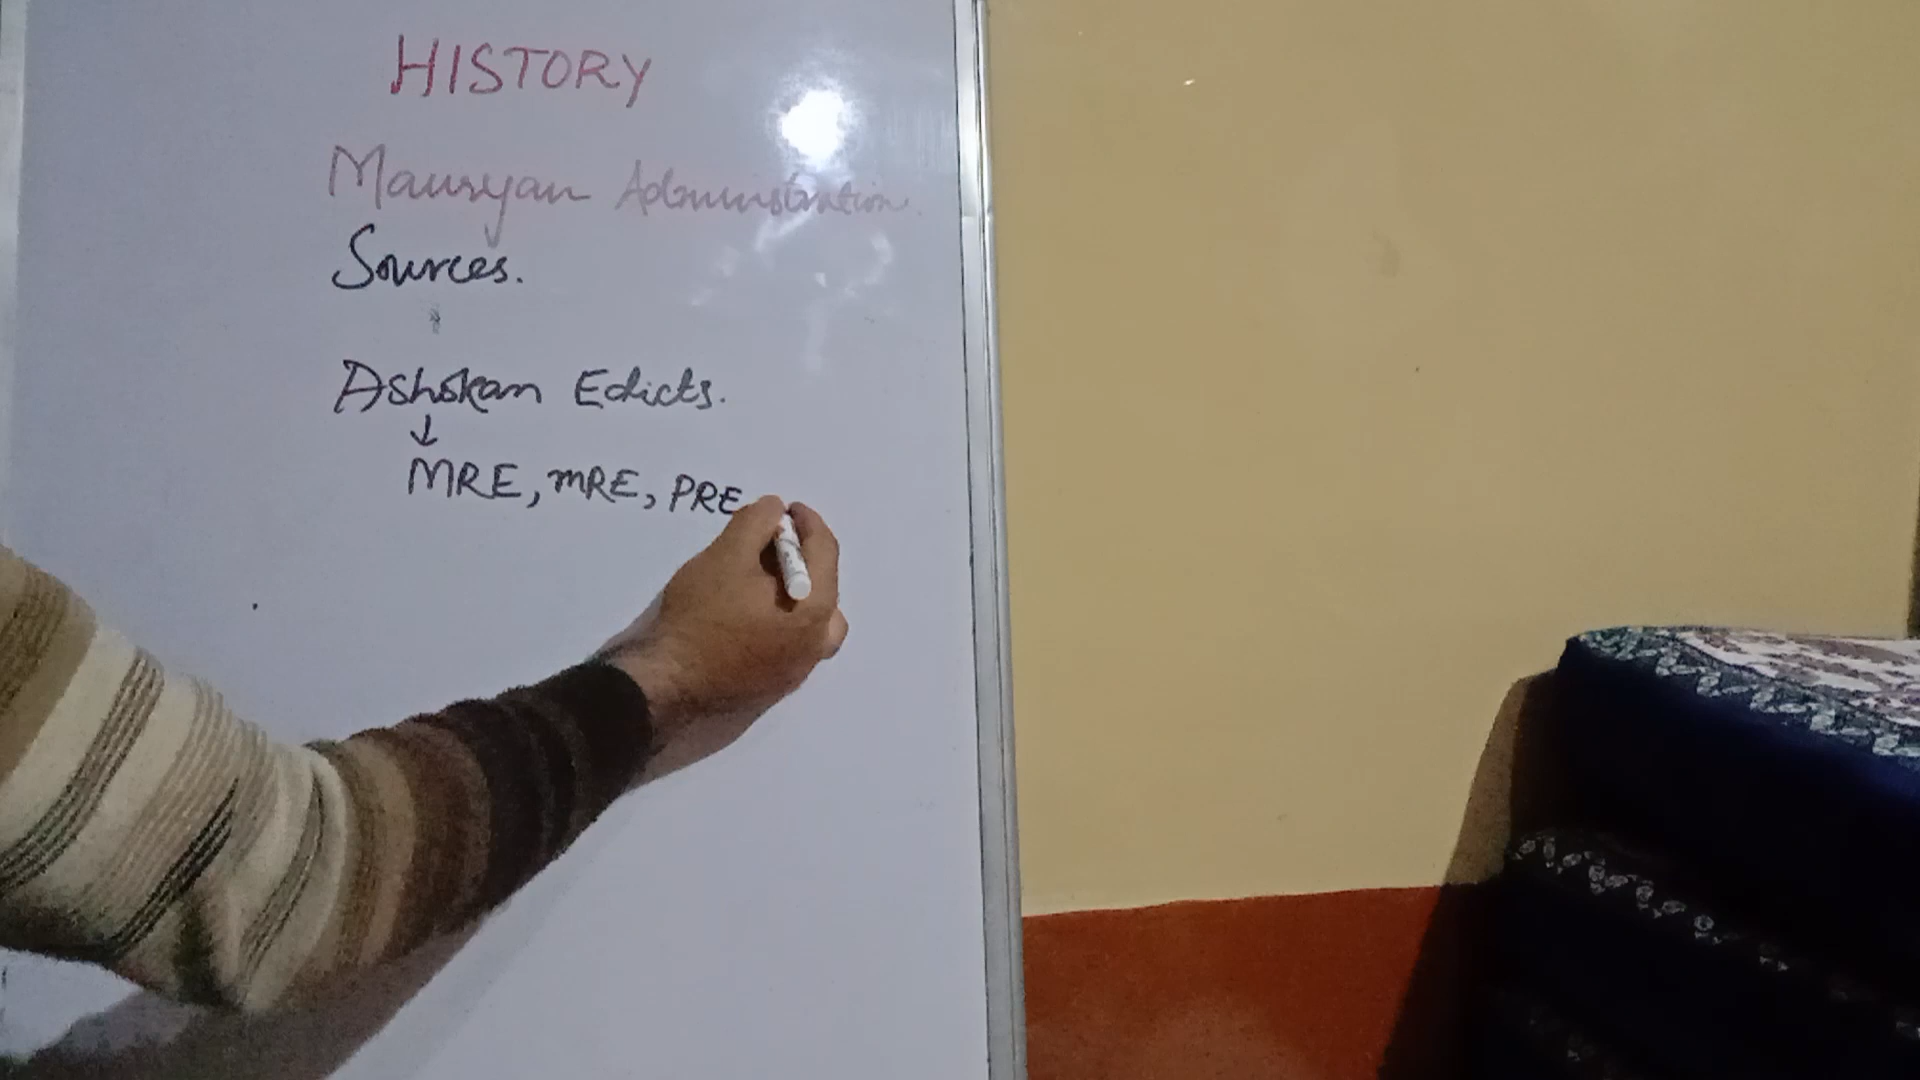 HISTORY
Mauryan Administration.
Sources.
Ashokan Edicts.
↓
MRE, mRE, PRE